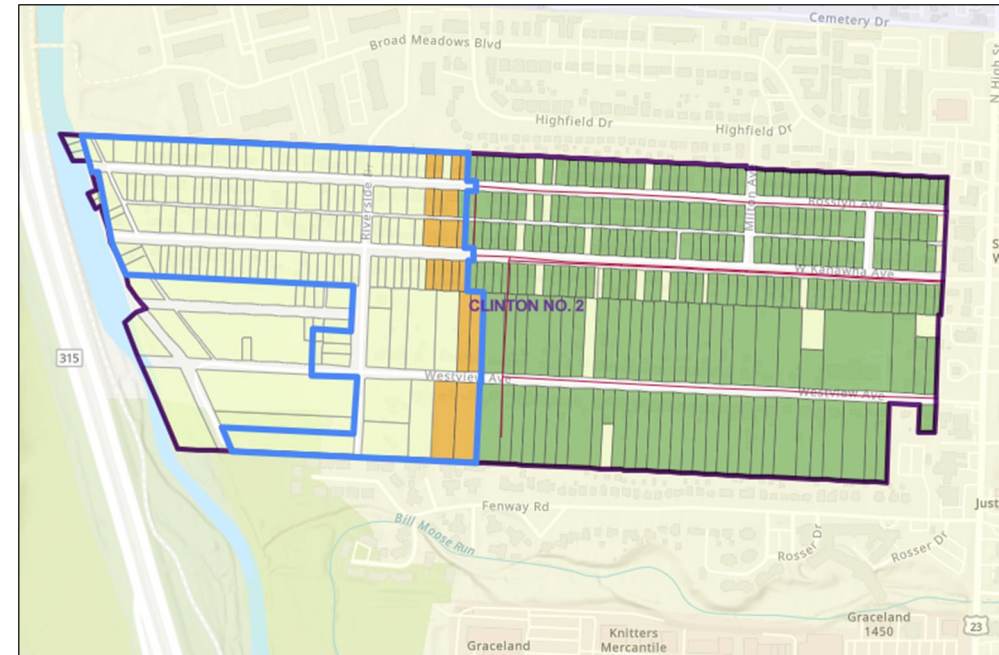 Cemetery Dr
Broad Meadows Blvd
N High St
Highfield Dr
Highfield Dr
Riverside Dr
Milton Ave
Rosslyn Ave
W Kanawha Ave
CLINTON NO. 2
315
Westview Ave
Westview Ave
Fenway Rd
Just
Bill Moose Run
Rosser Dr
Rosser Dr
Graceland
1450
23
Knitters
Mercantile
Graceland